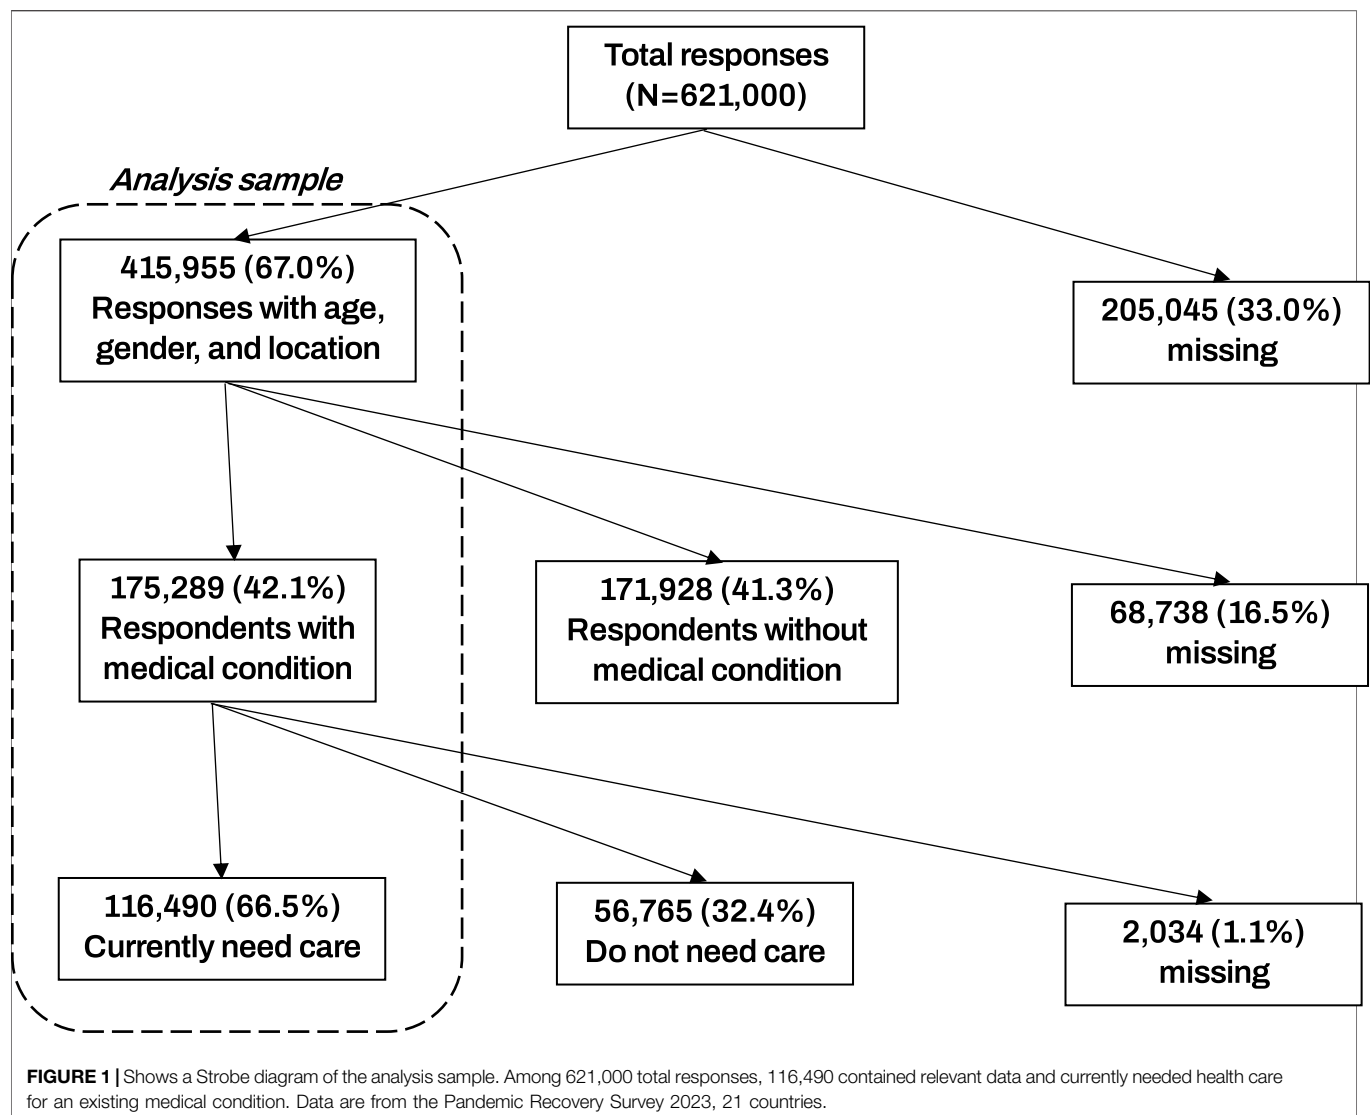 Total responses
(N=621,000)
Analysis sample
415,955 (67.0%)
Responses with age,
gender, and location
205,045 (33.0%)
missing
175,289 (42.1%)
Respondents with
medical condition
171,928 (41.3%)
Respondents without
medical condition
68,738 (16.5%)
missing
116,490 (66.5%)
Currently need care
56,765 (32.4%)
Do not need care
2,034 (1.1%)
missing
FIGURE 1 | Shows a Strobe diagram of the analysis sample. Among 621,000 total responses, 116,490 contained relevant data and currently needed health care
for an existing medical condition. Data are from the Pandemic Recovery Survey 2023, 21 countries.